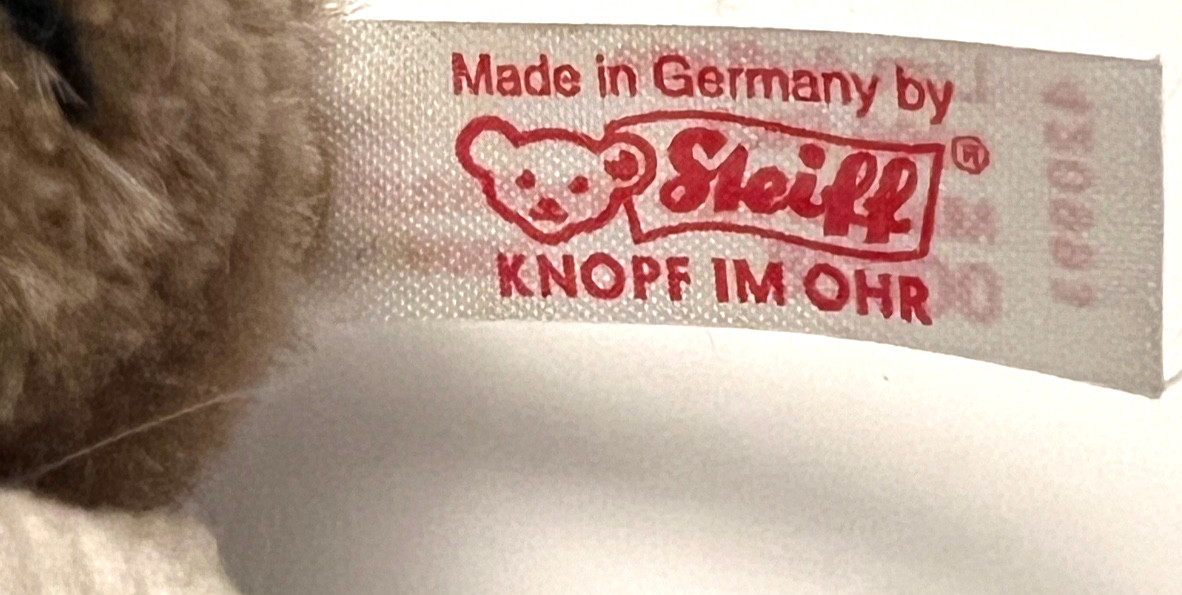 Made in Germany by
Steiff ®
KNOPF IM OHR